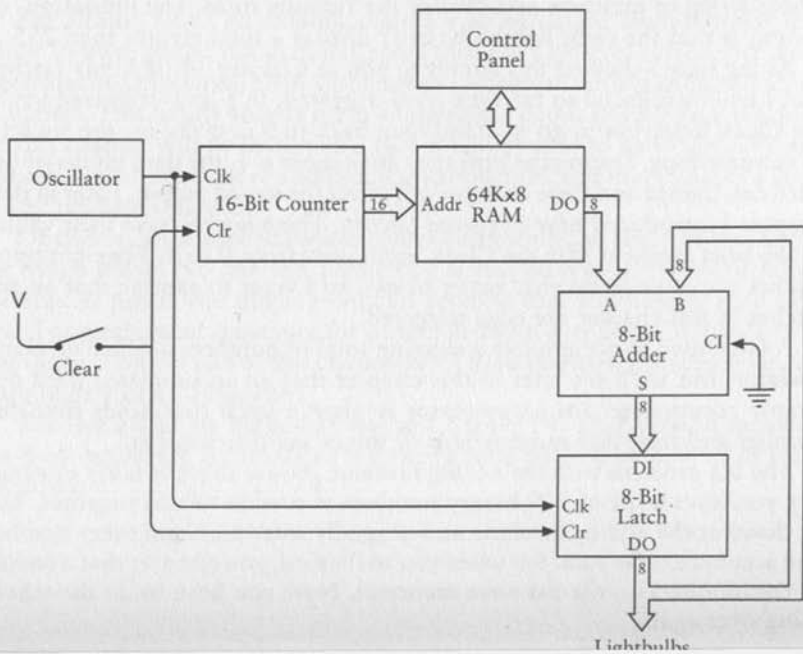 Control
Panel
Oscillator
Clk
16-Bit Counter
Clr
16
Addr
64Kx8
RAM
DO
8
8
V
Clear
A
B
8-Bit
Adder
CI
S
8
DI
Clk
8-Bit
Latch
Clr
DO
8
Lightbulbs